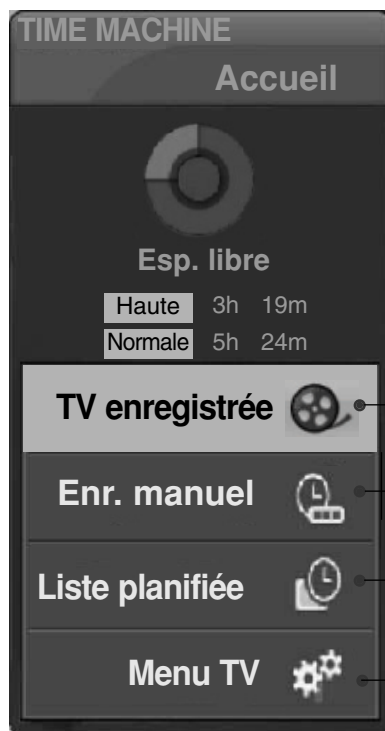 TIME MACHINE
Accueil
Esp. libre
Haute 3h 19m
Normale 5h 24m
TV enregistrée
Enr. manuel
Liste planifiée
Menu TV